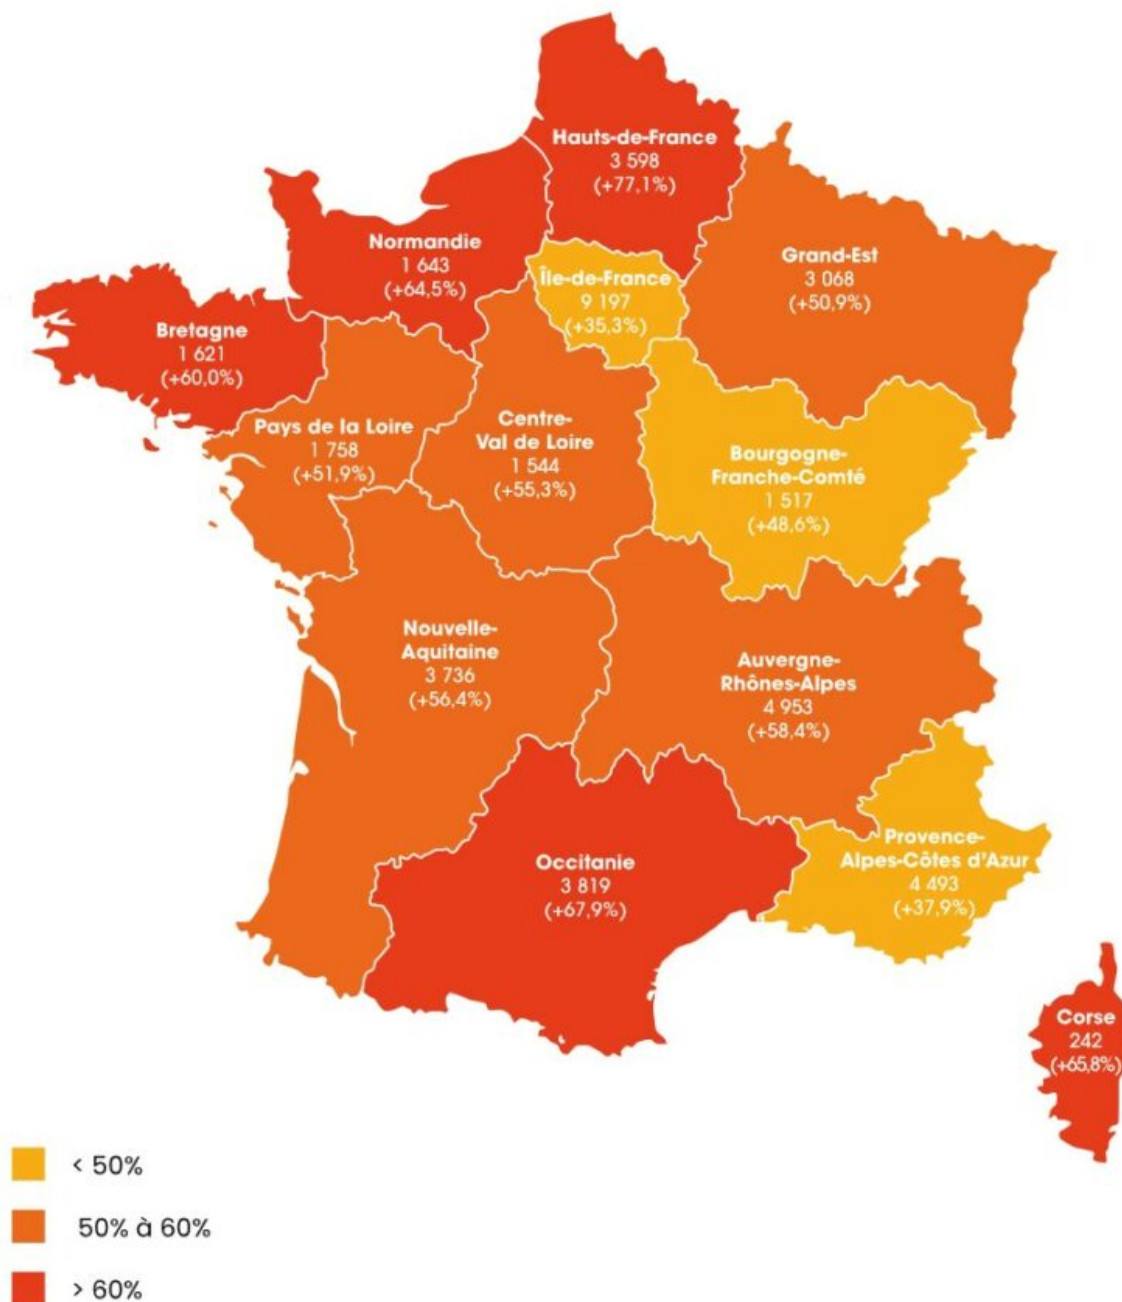 Hauts-de-France
3 598
(+77,1%)
Normandie
1 643
(+64,5%)
Île-de-France
9 197
(+35,3%)
Grand-Est
3 068
(+50,9%)
Bretagne
1 621
(+60,0%)
Pays de la Loire
1 758
(+51,9%)
Centre-
Val de Loire
1 544
(+55,3%)
Bourgogne-
Franche-Comté
1 517
(+48,6%)
Nouvelle-
Aquitaine
3 736
(+56,4%)
Auvergne-
Rhônes-Alpes
4 953
(+58,4%)
Occitanie
3 819
(+67,9%)
Provence-
Alpes-Côtes d'Azur
4 493
(+37,9%)
Corse
242
(+65,8%)
< 50%
50% à 60%
> 60%